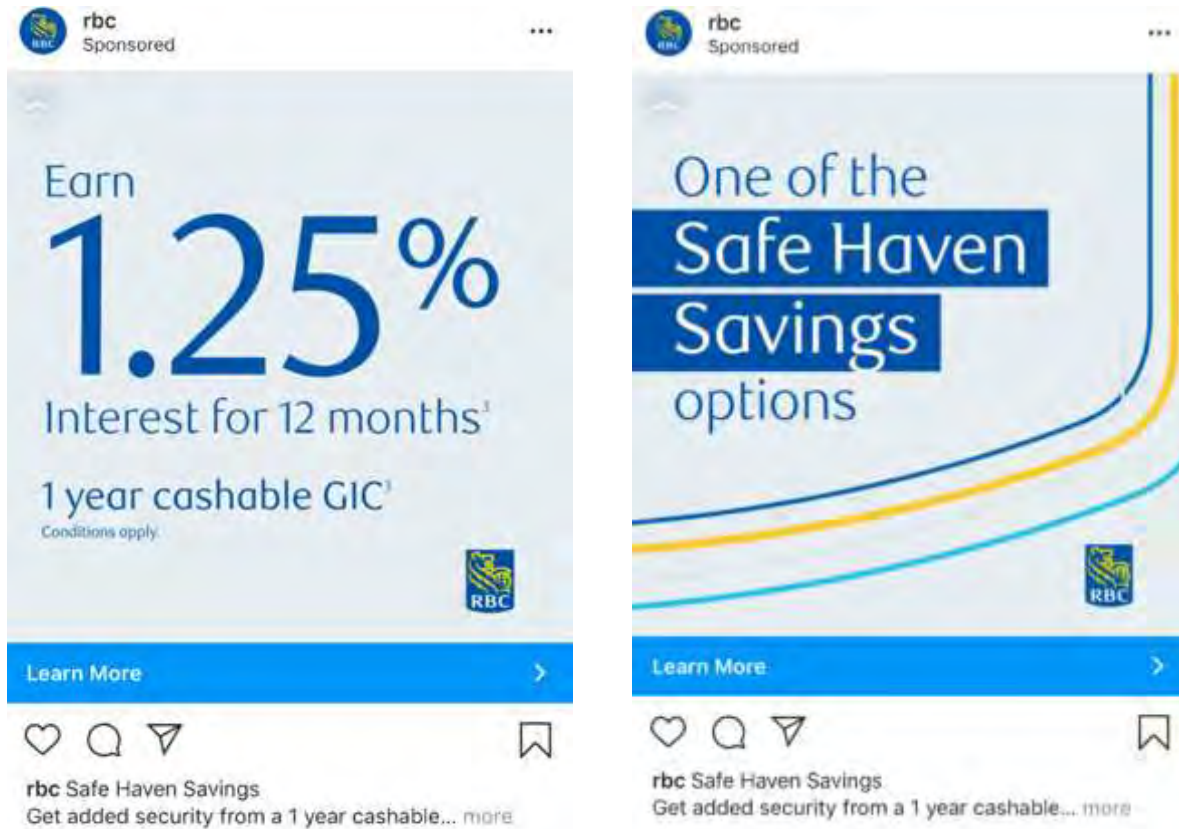 rbc
Sponsored
Earn
1.25%
Interest for 12 months
1 year cashable GIC
Conditions apply.
RBC
Learn More
rbc Safe Haven Savings
Get added security from a 1 year cashable... more
rbc
Sponsored
One of the
Safe Haven
Savings
options
RBC
Learn More
rbc Safe Haven Savings
Get added security from a 1 year cashable... more